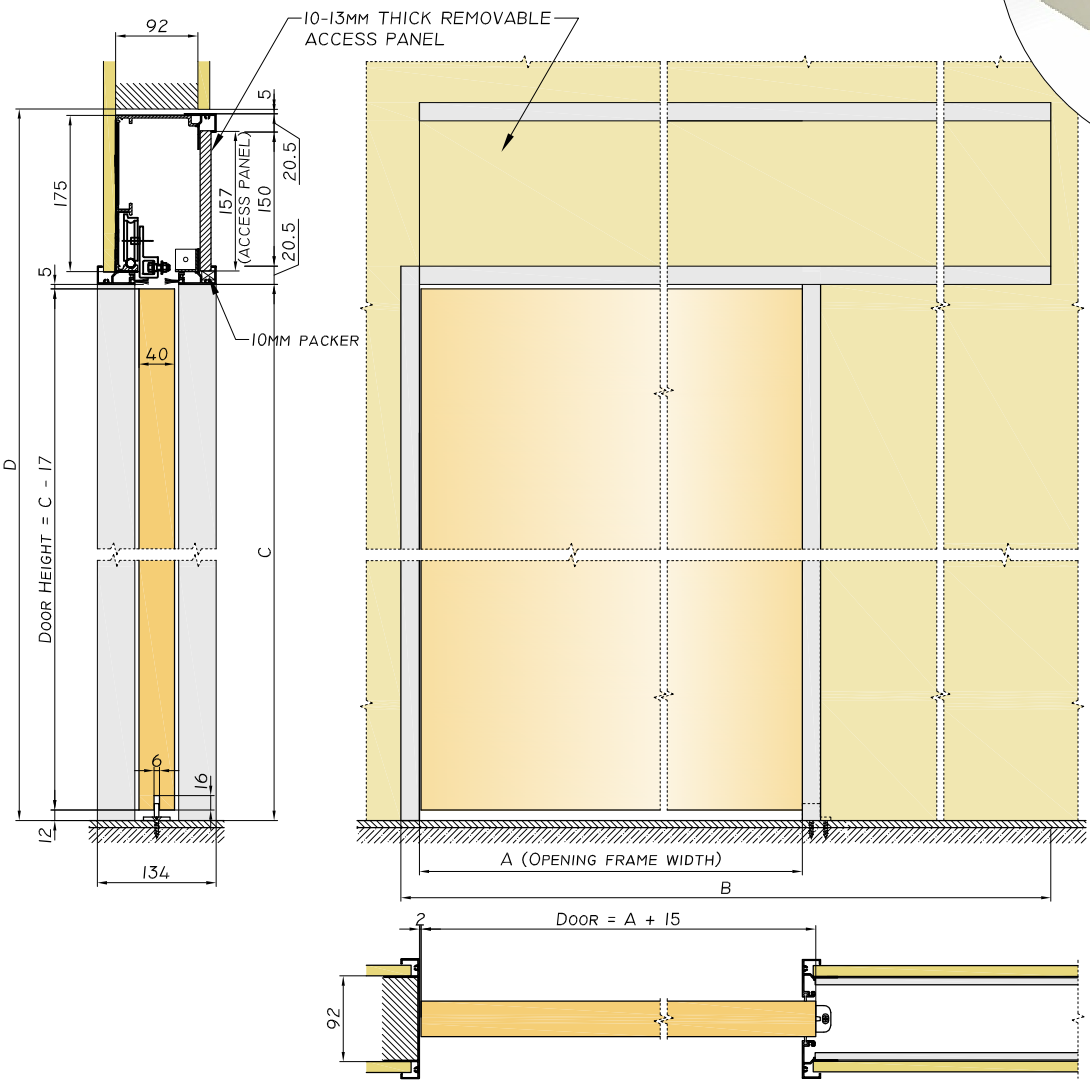 10-13MM THICK REMOVABLE
ACCESS PANEL
92
5
20.5
175
157
(ACCESS PANEL)
150
20.5
5
10MM PACKER
40
D
DOOR HEIGHT = C - 17
C
6
16
12
134
A (OPENING FRAME WIDTH)
B
2
DOOR = A + 15
92